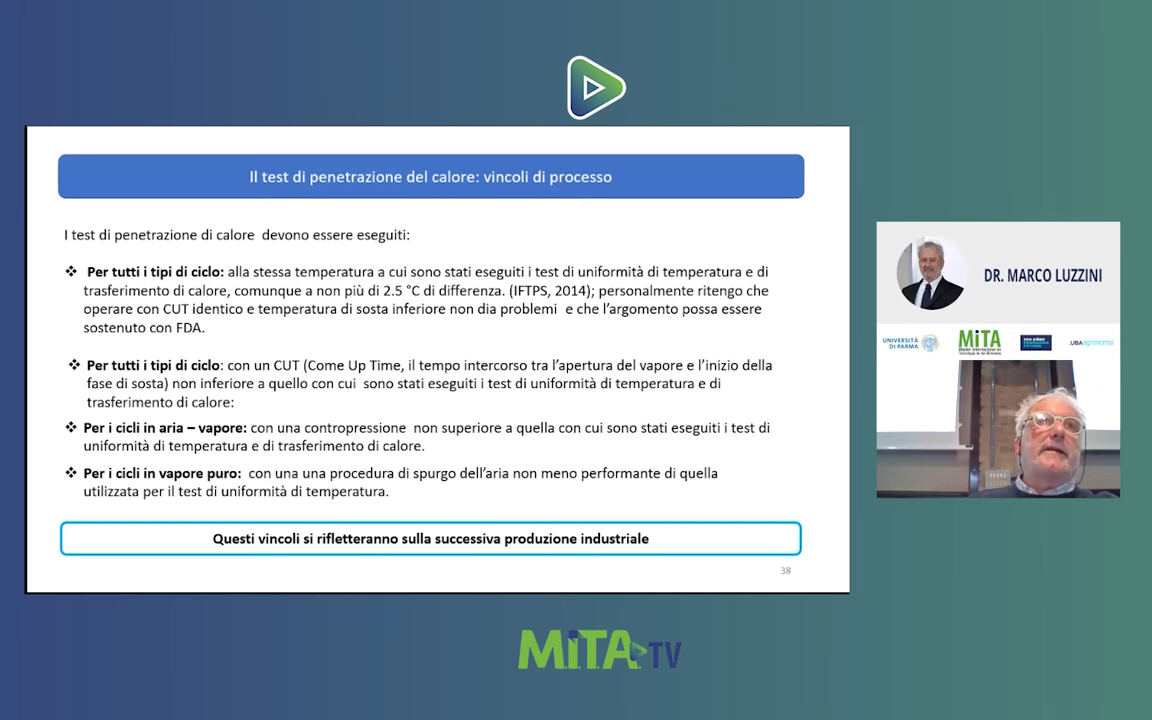 Il test di penetrazione del calore: vincoli di processo
I test di penetrazione di calore devono essere eseguiti:
❖ Per tutti i tipi di ciclo: alla stessa temperatura a cui sono stati eseguiti i test di uniformità di temperatura e di
trasferimento di calore, comunque a non più di 2.5 °C di differenza. (IFTPS, 2014); personalmente ritengo che
operare con CUT identico e temperatura di sosta inferiore non dia problemi e che l'argomento possa essere
sostenuto con FDA.
❖ Per tutti i tipi di ciclo: con un CUT (Come Up Time, il tempo intercorso tra l'apertura del vapore e l'inizio della
fase di sosta) non inferiore a quello con cui sono stati eseguiti i test di uniformità di temperatura e di
trasferimento di calore:
❖ Per i cicli in aria – vapore: con una contropressione non superiore a quella con cui sono stati eseguiti i test di
uniformità di temperatura e di trasferimento di calore.
❖ Per i cicli in vapore puro: con una una procedura di spurgo dell'aria non meno performante di quella
utilizzata per il test di uniformità di temperatura.
Questi vincoli si rifletteranno sulla successiva produzione industriale
38
DR. MARCO LUZZINI
UNIVERSITÀ
DI PARMA
MiTA
.UBAagronomia
M.I.T.A. TV